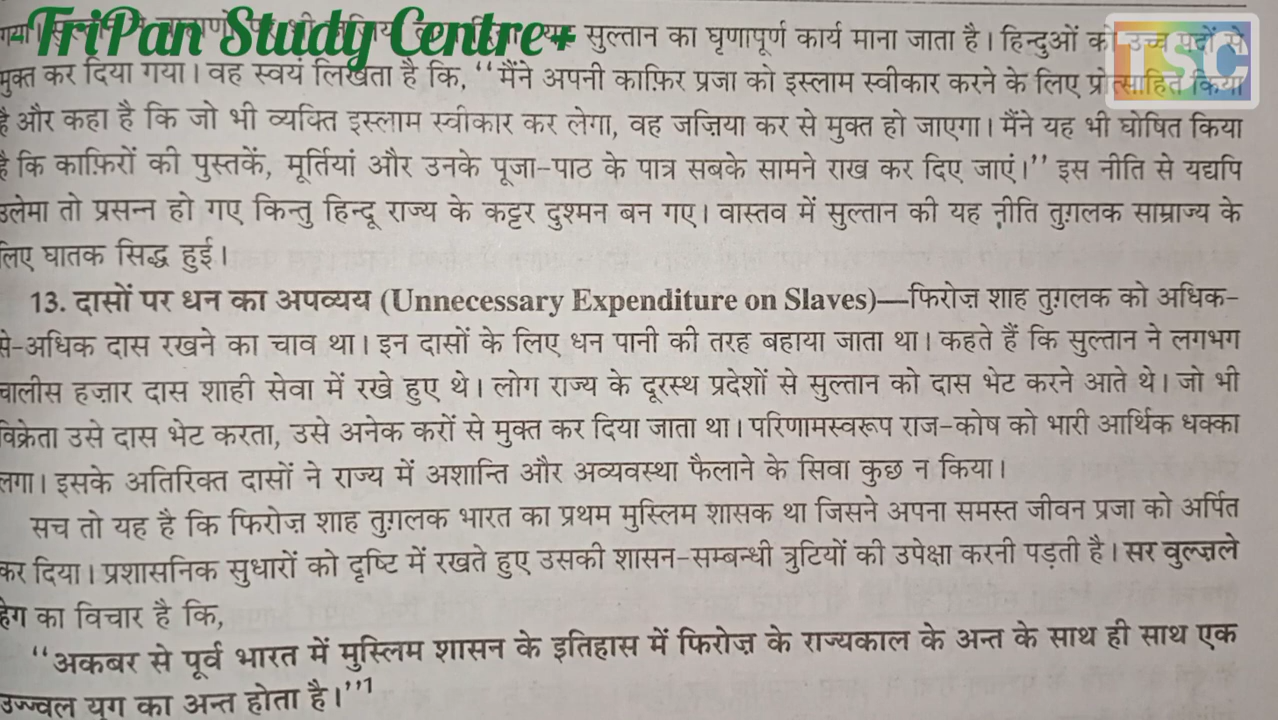 TriPan Study Centre+
TSC
सुल्तान का घृणापूर्ण कार्य माना जाता है। हिन्दुओं को उच्च पदों से
मुक्त कर दिया गया। वह स्वयं लिखता है कि, ‘‘मैंने अपनी काफ़िर प्रजा को इस्लाम स्वीकार करने के लिए प्रोत्साहित किया
है और कहा है कि जो भी व्यक्ति इस्लाम स्वीकार कर लेगा, वह जज़िया कर से मुक्त हो जाएगा। मैंने यह भी घोषित किया
है कि काफ़िरों की पुस्तकें, मूर्तियां और उनके पूजा-पाठ के पात्र सबके सामने राख कर दिए जाएं।’’ इस नीति से यद्यपि
उलेमा तो प्रसन्न हो गए किन्तु हिन्दू राज्य के कट्टर दुश्मन बन गए। वास्तव में सुल्तान की यह नीति तुग़लक साम्राज्य के
लिए घातक सिद्ध हुई।
13. दासों पर धन का अपव्यय (Unnecessary Expenditure on Slaves)—फिरोज़ शाह तुग़लक को अधिक-
से-अधिक दास रखने का चाव था। इन दासों के लिए धन पानी की तरह बहाया जाता था। कहते हैं कि सुल्तान ने लगभग
चालीस हज़ार दास शाही सेवा में रखे हुए थे। लोग राज्य के दूरस्थ प्रदेशों से सुल्तान को दास भेट करने आते थे। जो भी
विक्रेता उसे दास भेट करता, उसे अनेक करों से मुक्त कर दिया जाता था। परिणामस्वरूप राज-कोष को भारी आर्थिक धक्का
लगा। इसके अतिरिक्त दासों ने राज्य में अशान्ति और अव्यवस्था फैलाने के सिवा कुछ न किया।
सच तो यह है कि फिरोज़ शाह तुग़लक भारत का प्रथम मुस्लिम शासक था जिसने अपना समस्त जीवन प्रजा को अर्पित
कर दिया। प्रशासनिक सुधारों को दृष्टि में रखते हुए उसकी शासन-सम्बन्धी त्रुटियों की उपेक्षा करनी पड़ती है। सर वुल्ज़ले
हेग का विचार है कि,
‘‘अकबर से पूर्व भारत में मुस्लिम शासन के इतिहास में फिरोज़ के राज्यकाल के अन्त के साथ ही साथ एक
उज्ज्वल युग का अन्त होता है।’’1